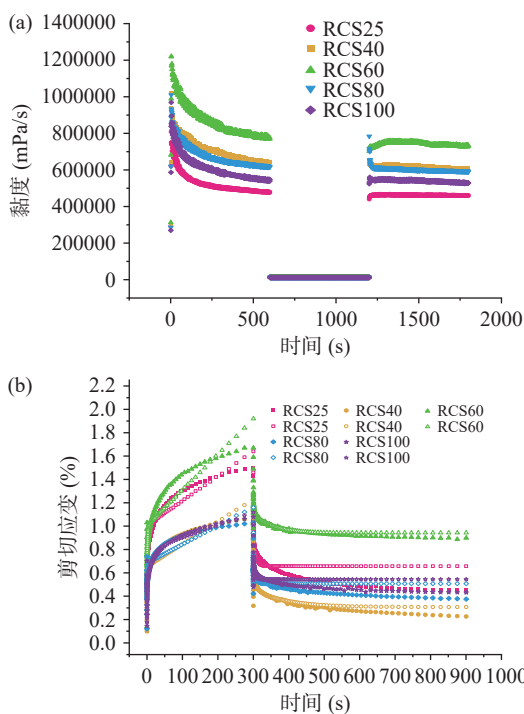 (a)
1400000
1200000
1000000
800000
600000
400000
200000
0
黏度 (mPa/s)
RCS25
RCS40
RCS60
RCS80
RCS100
0 500 1000 1500 2000
时间 (s)
(b)
2.2
2.0
1.8
1.6
1.4
1.2
1.0
0.8
0.6
0.4
0.2
0.0
剪切应变 (%)
RCS25 RCS40 RCS60
RCS25 RCS40 RCS60
RCS80 RCS100
RCS80 RCS100
0 100 200 300 400 500 600 700 800 900 1000
时间 (s)